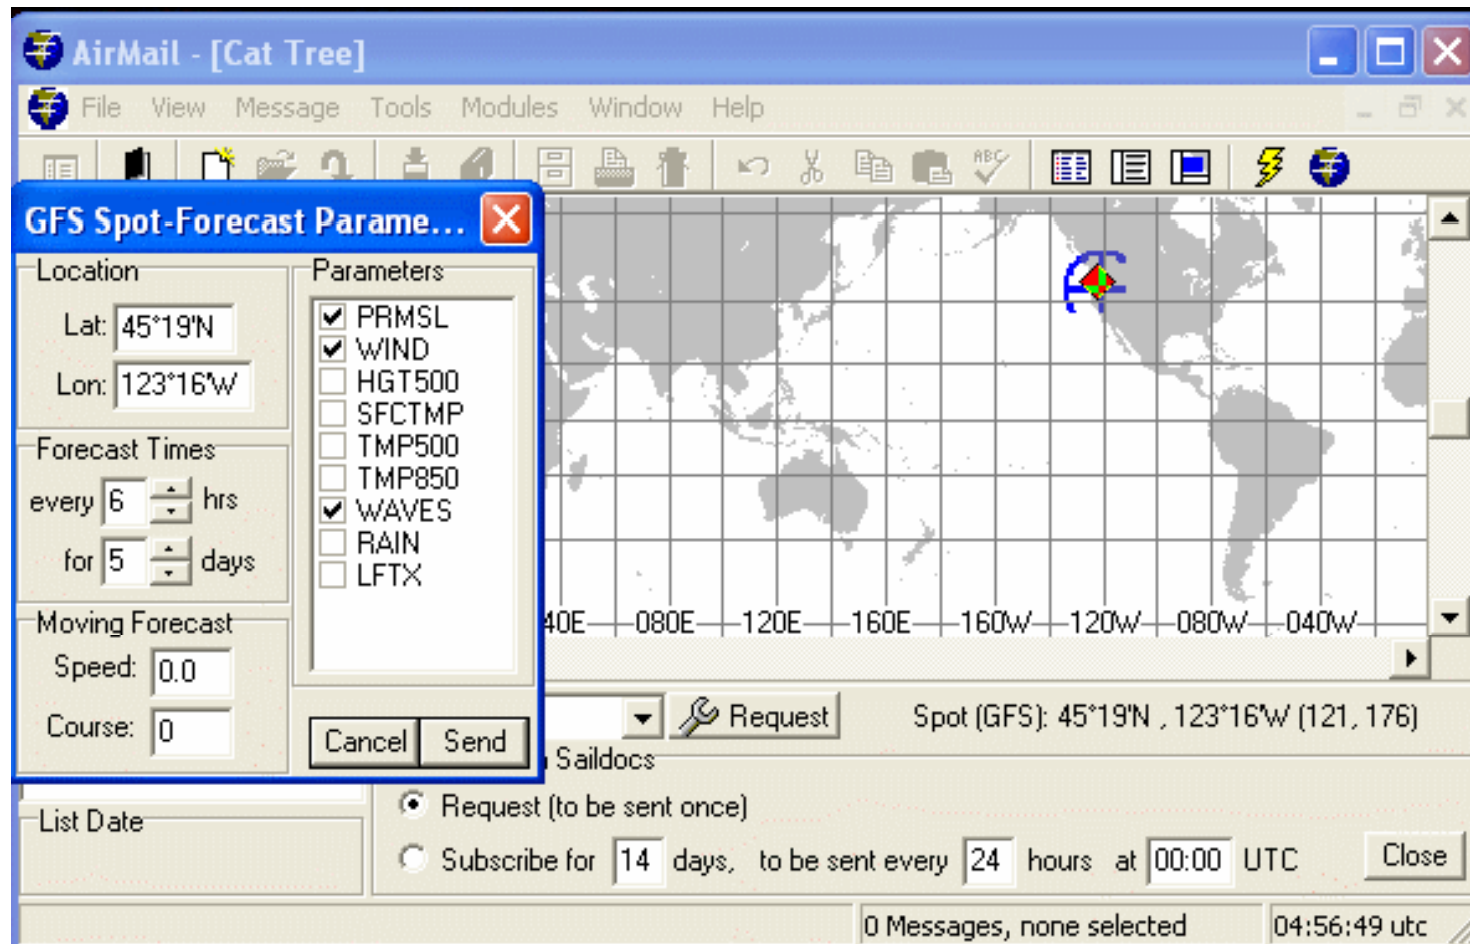 AirMail - [Cat Tree]
File View Message Tools Modules Window Help
ABC
GFS Spot-Forecast Parame...
Location
Lat: 45°19'N
Lon: 123°16'W
Forecast Times
every 6 hrs
for 5 days
Moving Forecast
Speed: 0.0
Course: 0
Parameters
PRMSL
WIND
HGT500
SFCTMP
TMP500
TMP850
WAVES
RAIN
LFTX
Cancel Send
40E 080E 120E 160E 160W 120W 080W 040W
Request Spot (GFS): 45°19'N , 123°16'W (121, 176)
Saildocs
Request (to be sent once)
Subscribe for 14 days, to be sent every 24 hours at 00:00 UTC
Close
List Date
0 Messages, none selected 04:56:49 utc